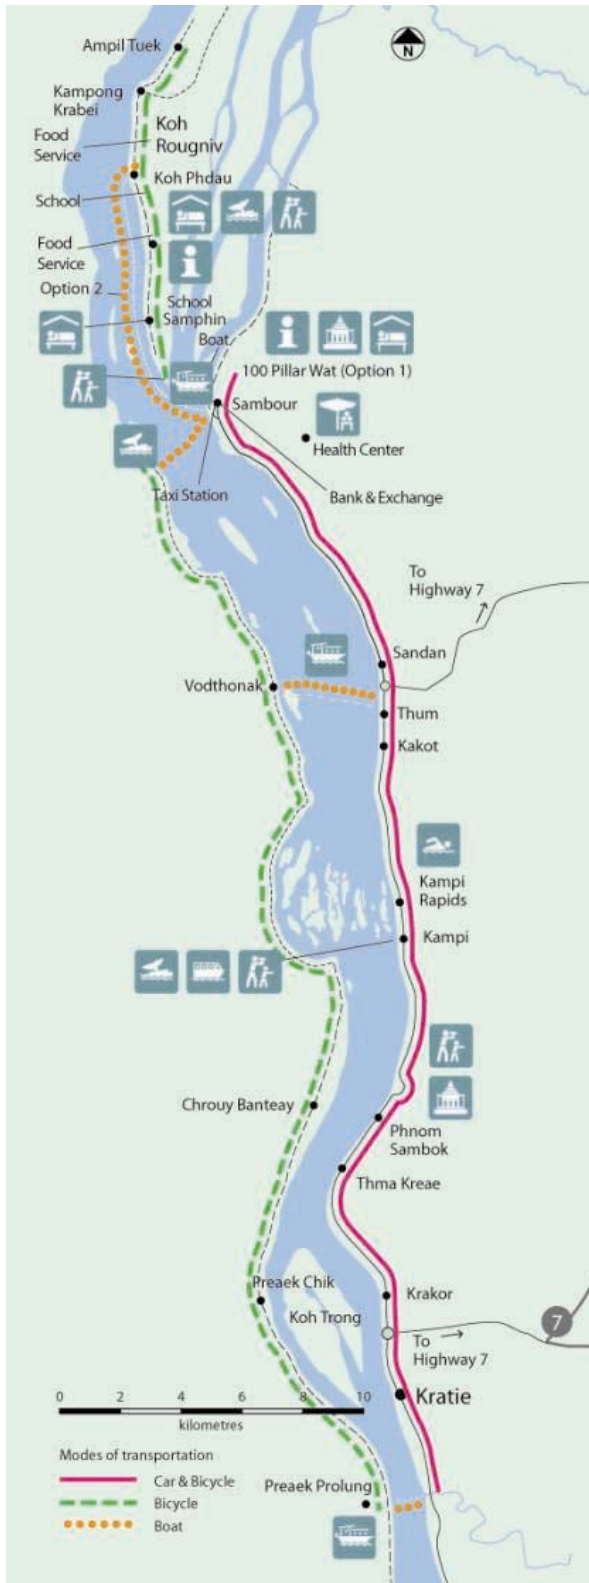 Ampil Tuek
N
Kampong
Krabei
Koh
Rougniv
Food
Service
Koh Phdau
School
Food
Service
i
Option 2
School
Samphin
Boat
i
100 Pillar Wat (Option 1)
Sambour
Health Center
Taxi Station
Bank & Exchange
To
Highway 7
Sandan
Vodthonak
Thum
Kakot
Kampi
Rapids
Kampi
Chrouy Banteay
Phnom
Sambok
Thma Kreae
Preaek Chik
Krakor
Koh Trong
7
To
Highway 7
Kratie
0 2 4 6 8 10
kilometres
Modes of transportation
Car & Bicycle
Bicycle
Boat
Preaek Prolung